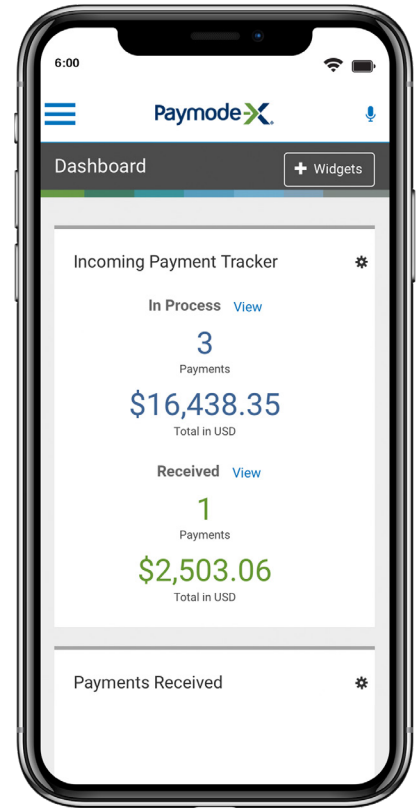 6:00
Paymode-X
Dashboard
+ Widgets
Incoming Payment Tracker
In Process View
3
Payments
$16,438.35
Total in USD
Received View
1
Payments
$2,503.06
Total in USD
Payments Received